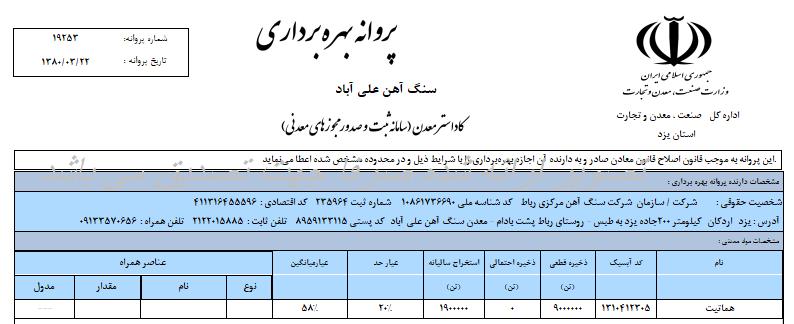 جمهوری اسلامی ایران
وزارت صنعت، معدن و تجارت
اداره کل صنعت، معدن و تجارت
استان یزد
پروانه بهره برداری
سنگ آهن علی آباد
کاداستر معدن (سامانه ثبت و صدور مجوزهای معدنی)
شماره پروانه: ۱۹۲۵۳
تاریخ پروانه : ۱۳۸۰/۰۳/۲۲
این پروانه به موجب قانون اصلاح قانون معادن صادر و به دارنده آن اجازه بهره‌برداری را با شرایط ذیل و در محدوده مشخص شده اعطا می‌نماید.
مشخصات دارنده پروانه بهره برداری :
شخصیت حقوقی : شرکت / سازمان شرکت سنگ آهن مرکزی رباط کد شناسه ملی ۱۰۸۶۱۷۳۶۶۹۰ شماره ثبت ۲۳۵۹۶۴ کد اقتصادی : ۴۱۱۳۱۶۴۵۵۵۹۶
آدرس : یزد اردکان کیلومتر ۲۰۰جاده یزد به طبس - روستای رباط پشت بادام - معدن سنگ آهن علی آباد کد پستی ۸۹۵۹۱۳۳۱۱۵ تلفن ثابت : ۲۱۲۲۰۱۵۸۸۵ تلفن همراه : ۰۹۱۳۳۵۷۰۶۵۶
مشخصات مواد معدنی :
نام کد آیسیک ذخیره قطعی (تن) ذخیره احتمالی (تن) استخراج سالیانه (تن) عیار حد عیارمیانگین عناصر همراه
نوع نام مقدار مدول
هماتیت ۱۳۱۰۴۱۲۳۰۵ ۹۰۰۰۰۰۰ ۰ ۱۹۰۰۰۰۰ ۲۰% ۵۸%